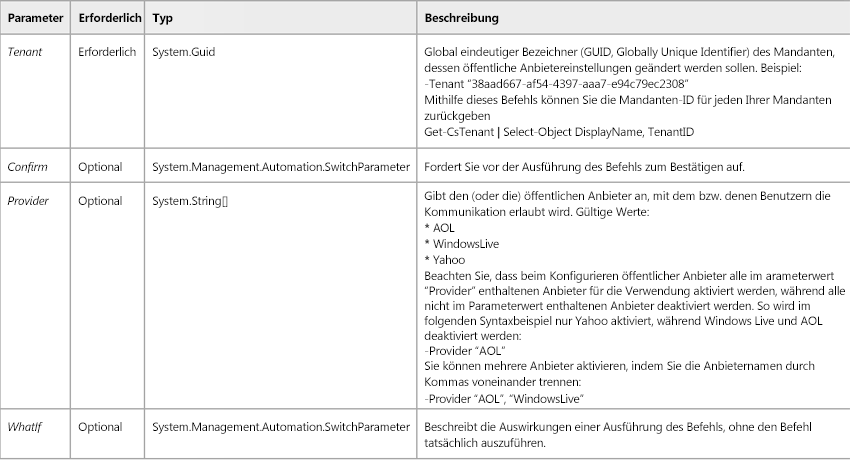 Parameter Erforderlich Typ Beschreibung
Tenant Erforderlich System.Guid Global eindeutiger Bezeichner (GUID, Globally Unique Identifier) des Mandanten,
dessen öffentliche Anbietereinstellungen geändert werden sollen. Beispiel:
-Tenant “38aad667-af54-4397-aaa7-e94c79ec2308”
Mithilfe dieses Befehls können Sie die Mandanten-ID für jeden Ihrer Mandanten
zurückgeben
Get-CsTenant | Select-Object DisplayName, TenantID
Confirm Optional System.Management.Automation.SwitchParameter Fordert Sie vor der Ausführung des Befehls zum Bestätigen auf.
Provider Optional System.String[] Gibt den (oder die) öffentlichen Anbieter an, mit dem bzw. denen Benutzern die
Kommunikation erlaubt wird. Gültige Werte:
* AOL
* WindowsLive
* Yahoo
Beachten Sie, dass beim Konfigurieren öffentlicher Anbieter alle im arameterwert
“Provider” enthaltenen Anbieter für die Verwendung aktiviert werden, während alle
nicht im Parameterwert enthaltenen Anbieter deaktiviert werden. So wird im
folgenden Syntaxbeispiel nur Yahoo aktiviert, während Windows Live und AOL
deaktiviert werden:
-Provider “AOL”
Sie können mehrere Anbieter aktivieren, indem Sie die Anbieternamen durch
Kommas voneinander trennen:
-Provider “AOL”, “WindowsLive”
WhatIf Optional System.Management.Automation.SwitchParameter Beschreibt die Auswirkungen einer Ausführung des Befehls, ohne den Befehl
tatsächlich auszuführen.